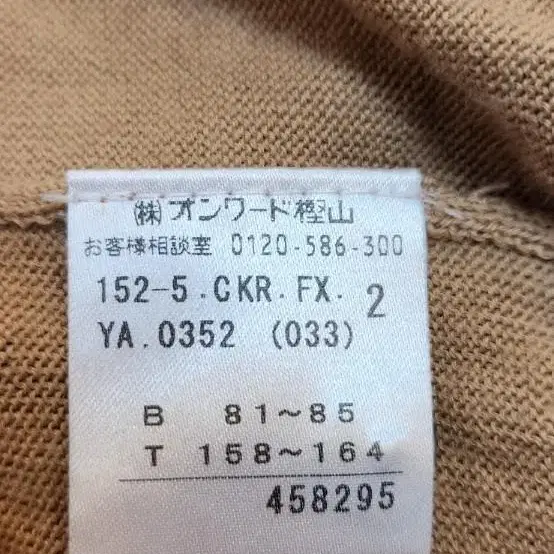 ㈱オンワード樫山
お客様相談室 0120-586-300
152-5.CKR.FX. 2
YA.0352 (033)
B 81～85
T 158～164
458295